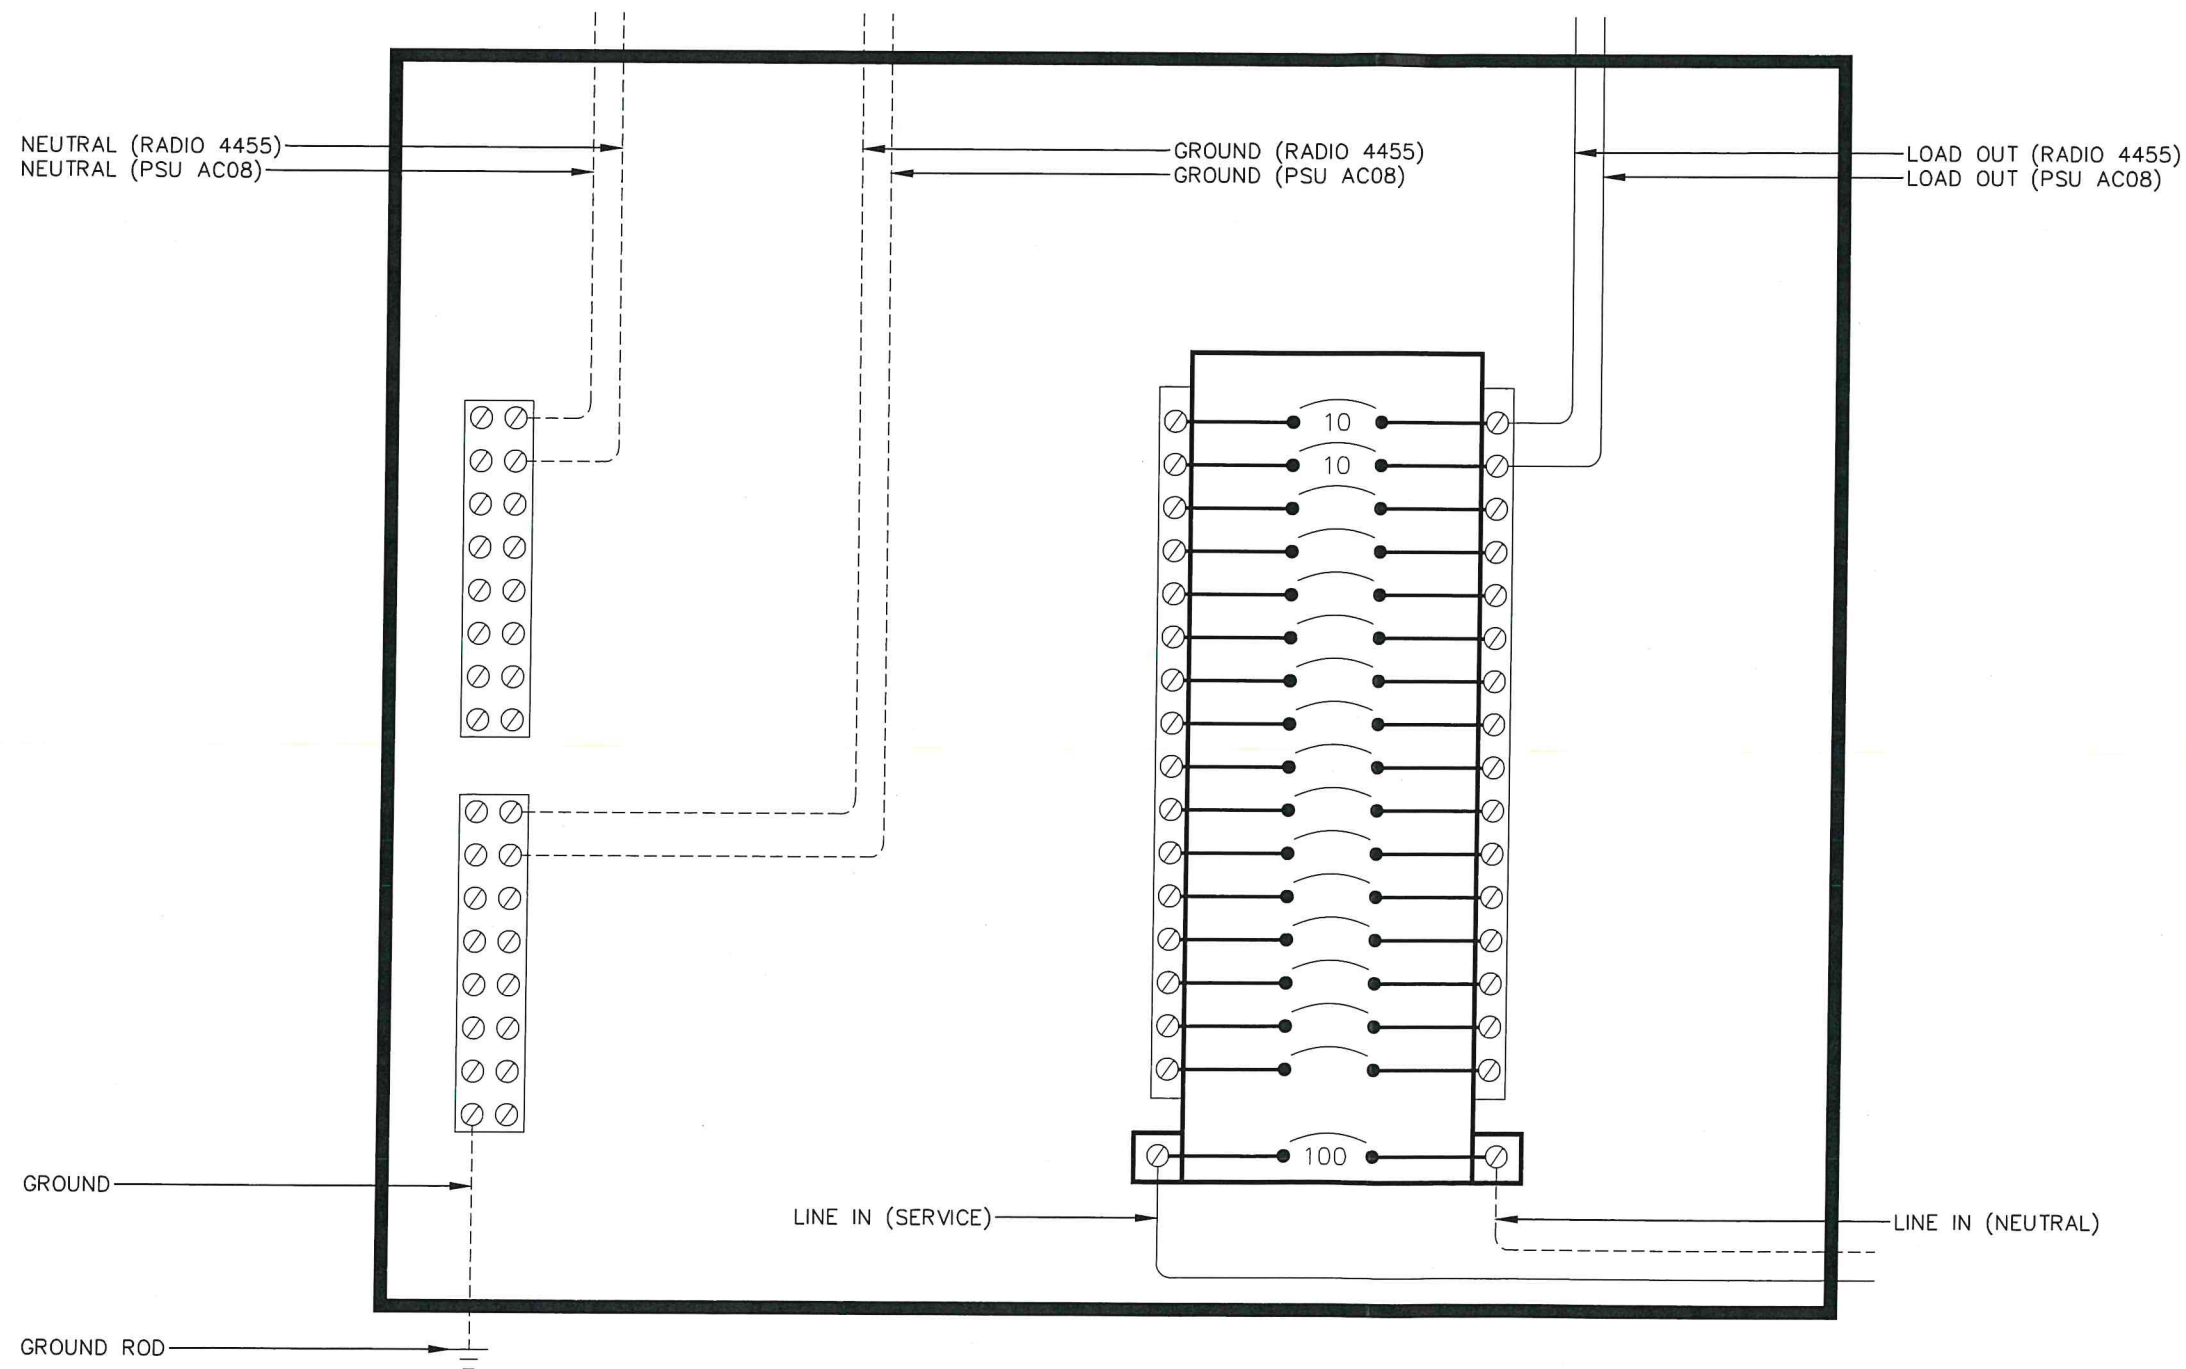 NEUTRAL (RADIO 4455)
NEUTRAL (PSU AC08)
GROUND (RADIO 4455)
GROUND (PSU AC08)
LOAD OUT (RADIO 4455)
LOAD OUT (PSU AC08)
10
10
100
GROUND
LINE IN (SERVICE)
LINE IN (NEUTRAL)
GROUND ROD